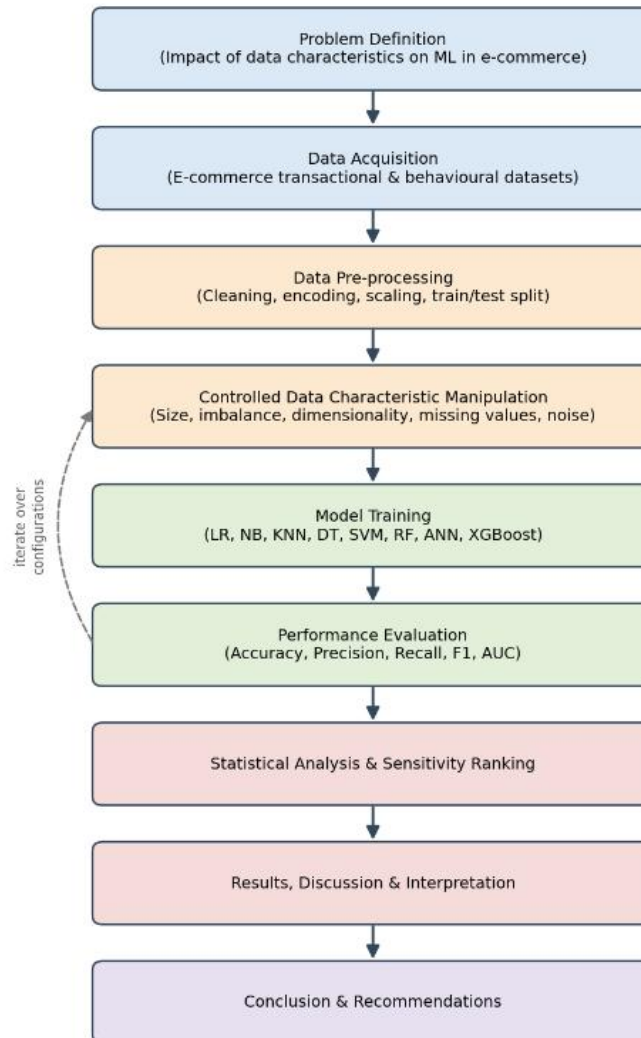 Problem Definition
(Impact of data characteristics on ML in e-commerce)
Data Acquisition
(E-commerce transactional & behavioural datasets)
Data Pre-processing
(Cleaning, encoding, scaling, train/test split)
Controlled Data Characteristic Manipulation
(Size, imbalance, dimensionality, missing values, noise)
iterate over
configurations
Model Training
(LR, NB, KNN, DT, SVM, RF, ANN, XGBoost)
Performance Evaluation
(Accuracy, Precision, Recall, F1, AUC)
Statistical Analysis & Sensitivity Ranking
Results, Discussion & Interpretation
Conclusion & Recommendations